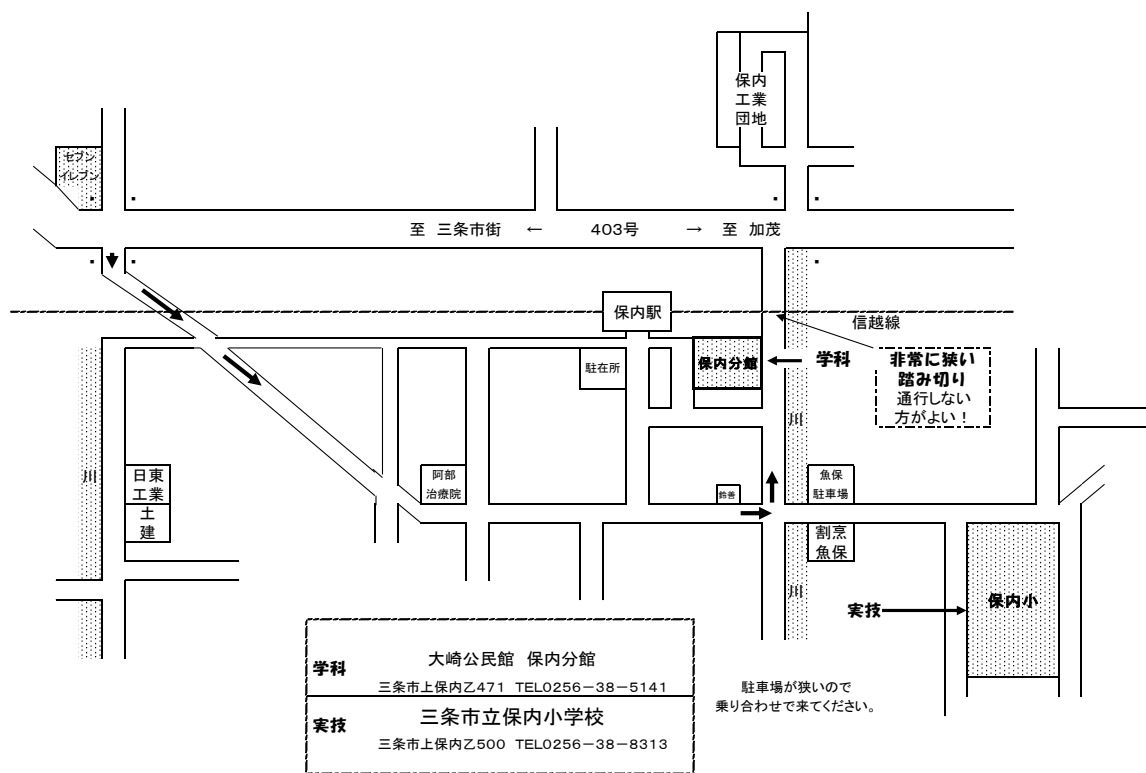 保内
工業
団地
セブン
イレブン
至 三条市街 ← 403号 → 至 加茂
保内駅
信越線
駐在所
保内分館
学科
非常に狭い
踏み切り
通行しない
方がよい！
川
川
日東
工業
土
建
阿部
治療院
鈴善
魚保
駐車場
割烹
魚保
川
実技
保内小
学科
大崎公民館 保内分館
三条市上保内乙471 TEL0256－38－5141
実技
三条市立保内小学校
三条市上保内乙500 TEL0256－38－8313
駐車場が狭いので
乗り合わせで来てください。